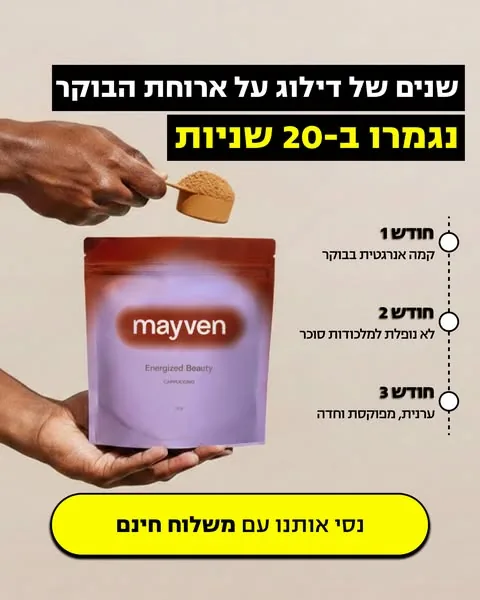 שנים של דילוג על ארוחת הבוקר
נגמרו ב-20 שניות
חודש 1
קמה אנרגטית בבוקר
חודש 2
לא נופלת למלכודות סוכר
חודש 3
ערנית, מפוקסת וחדה
mayven
Energized Beauty
CAPPUCCINO
נסי אותנו עם משלוח חינם